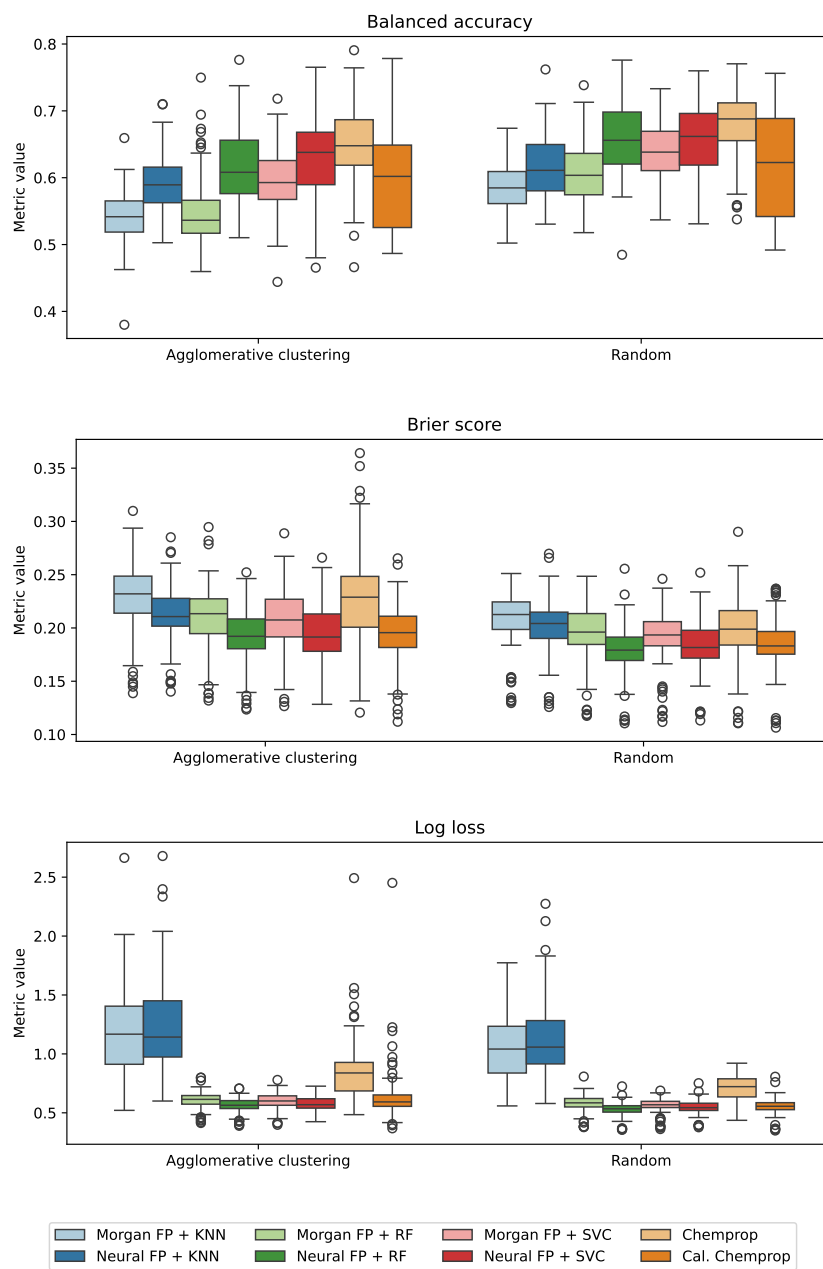 Balanced accuracy
0.8
0.7
0.6
0.5
0.4
Metric value
Agglomerative clustering Random
Brier score
0.35
0.30
0.25
0.20
0.15
0.10
Metric value
Agglomerative clustering Random
Log loss
2.5
2.0
1.5
1.0
0.5
Metric value
Agglomerative clustering Random
Morgan FP + KNN Morgan FP + RF Morgan FP + SVC Chemprop
Neural FP + KNN Neural FP + RF Neural FP + SVC Cal. Chemprop